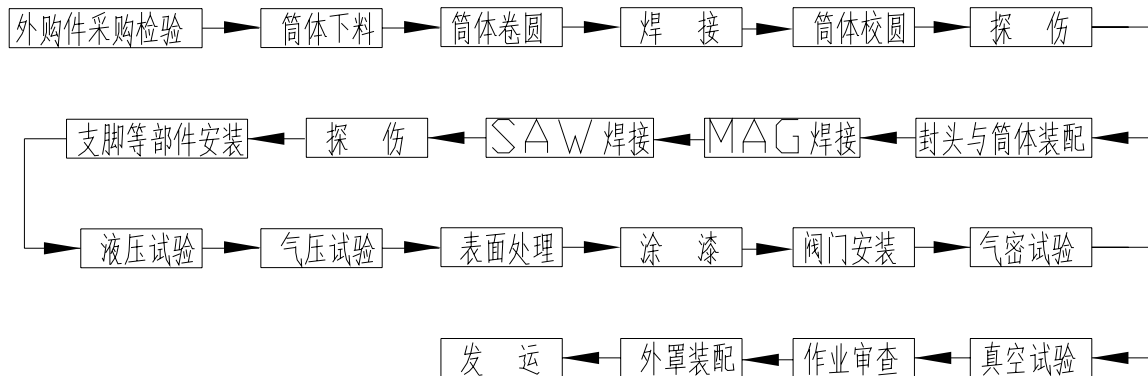 外购件采购检验 筒体下料 筒体卷圆 焊 接 筒体校圆 探 伤
支脚等部件安装 探 伤 SAW焊接 MAG焊接 封头与筒体装配
液压试验 气压试验 表面处理 涂 漆 阀门安装 气密试验
发 运 外罩装配 作业审查 真空试验